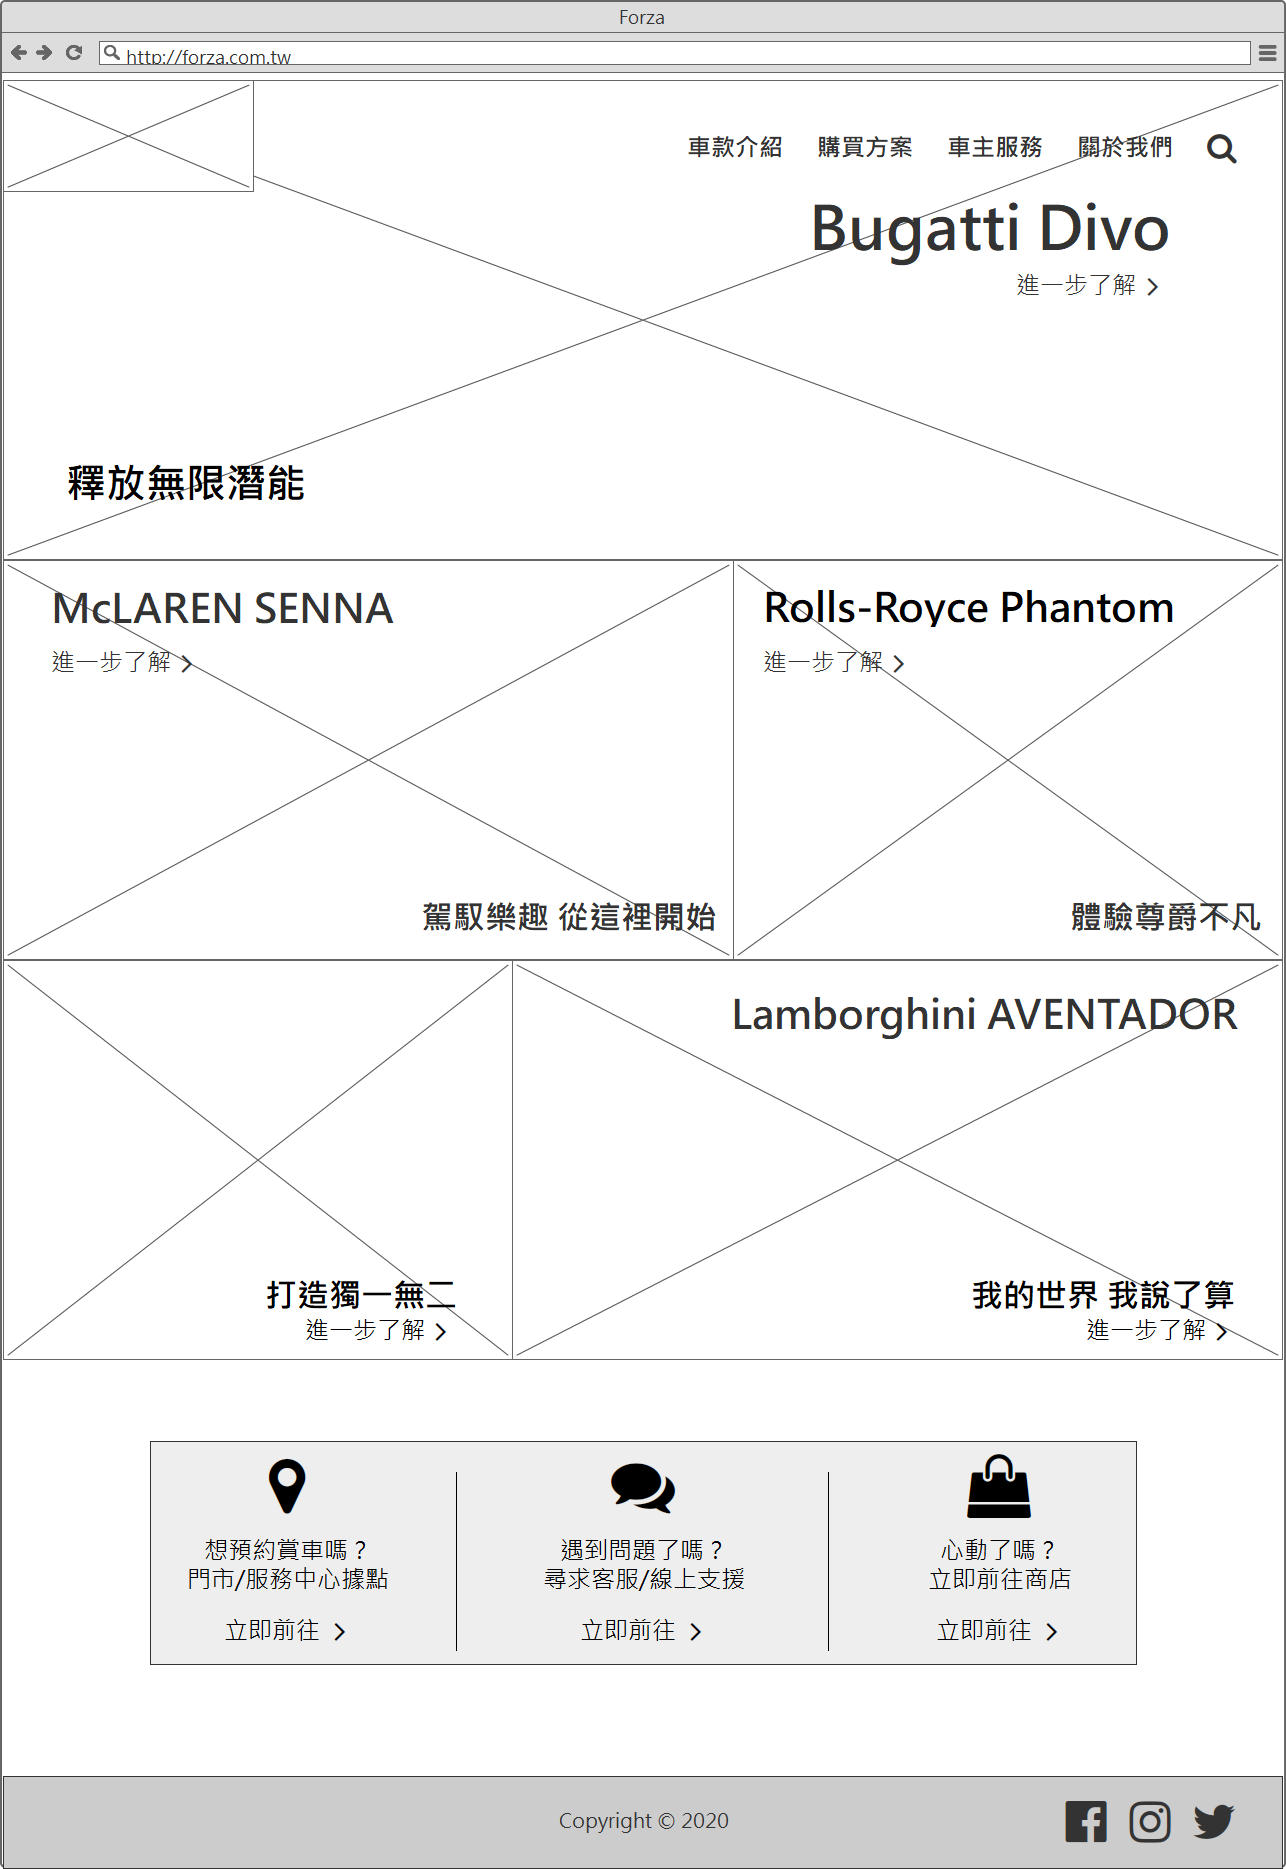 Forza
http://forza.com.tw
車款介紹 購買方案 車主服務 關於我們
Bugatti Divo
進一步了解
釋放無限潛能
McLAREN SENNA
進一步了解
駕馭樂趣 從這裡開始
Rolls-Royce Phantom
進一步了解
體驗尊爵不凡
打造獨一無二
進一步了解
Lamborghini AVENTADOR
我的世界 我說了算
進一步了解
想預約賞車嗎？
門市/服務中心據點
立即前往
遇到問題了嗎？
尋求客服/線上支援
立即前往
心動了嗎？
立即前往商店
立即前往
Copyright © 2020